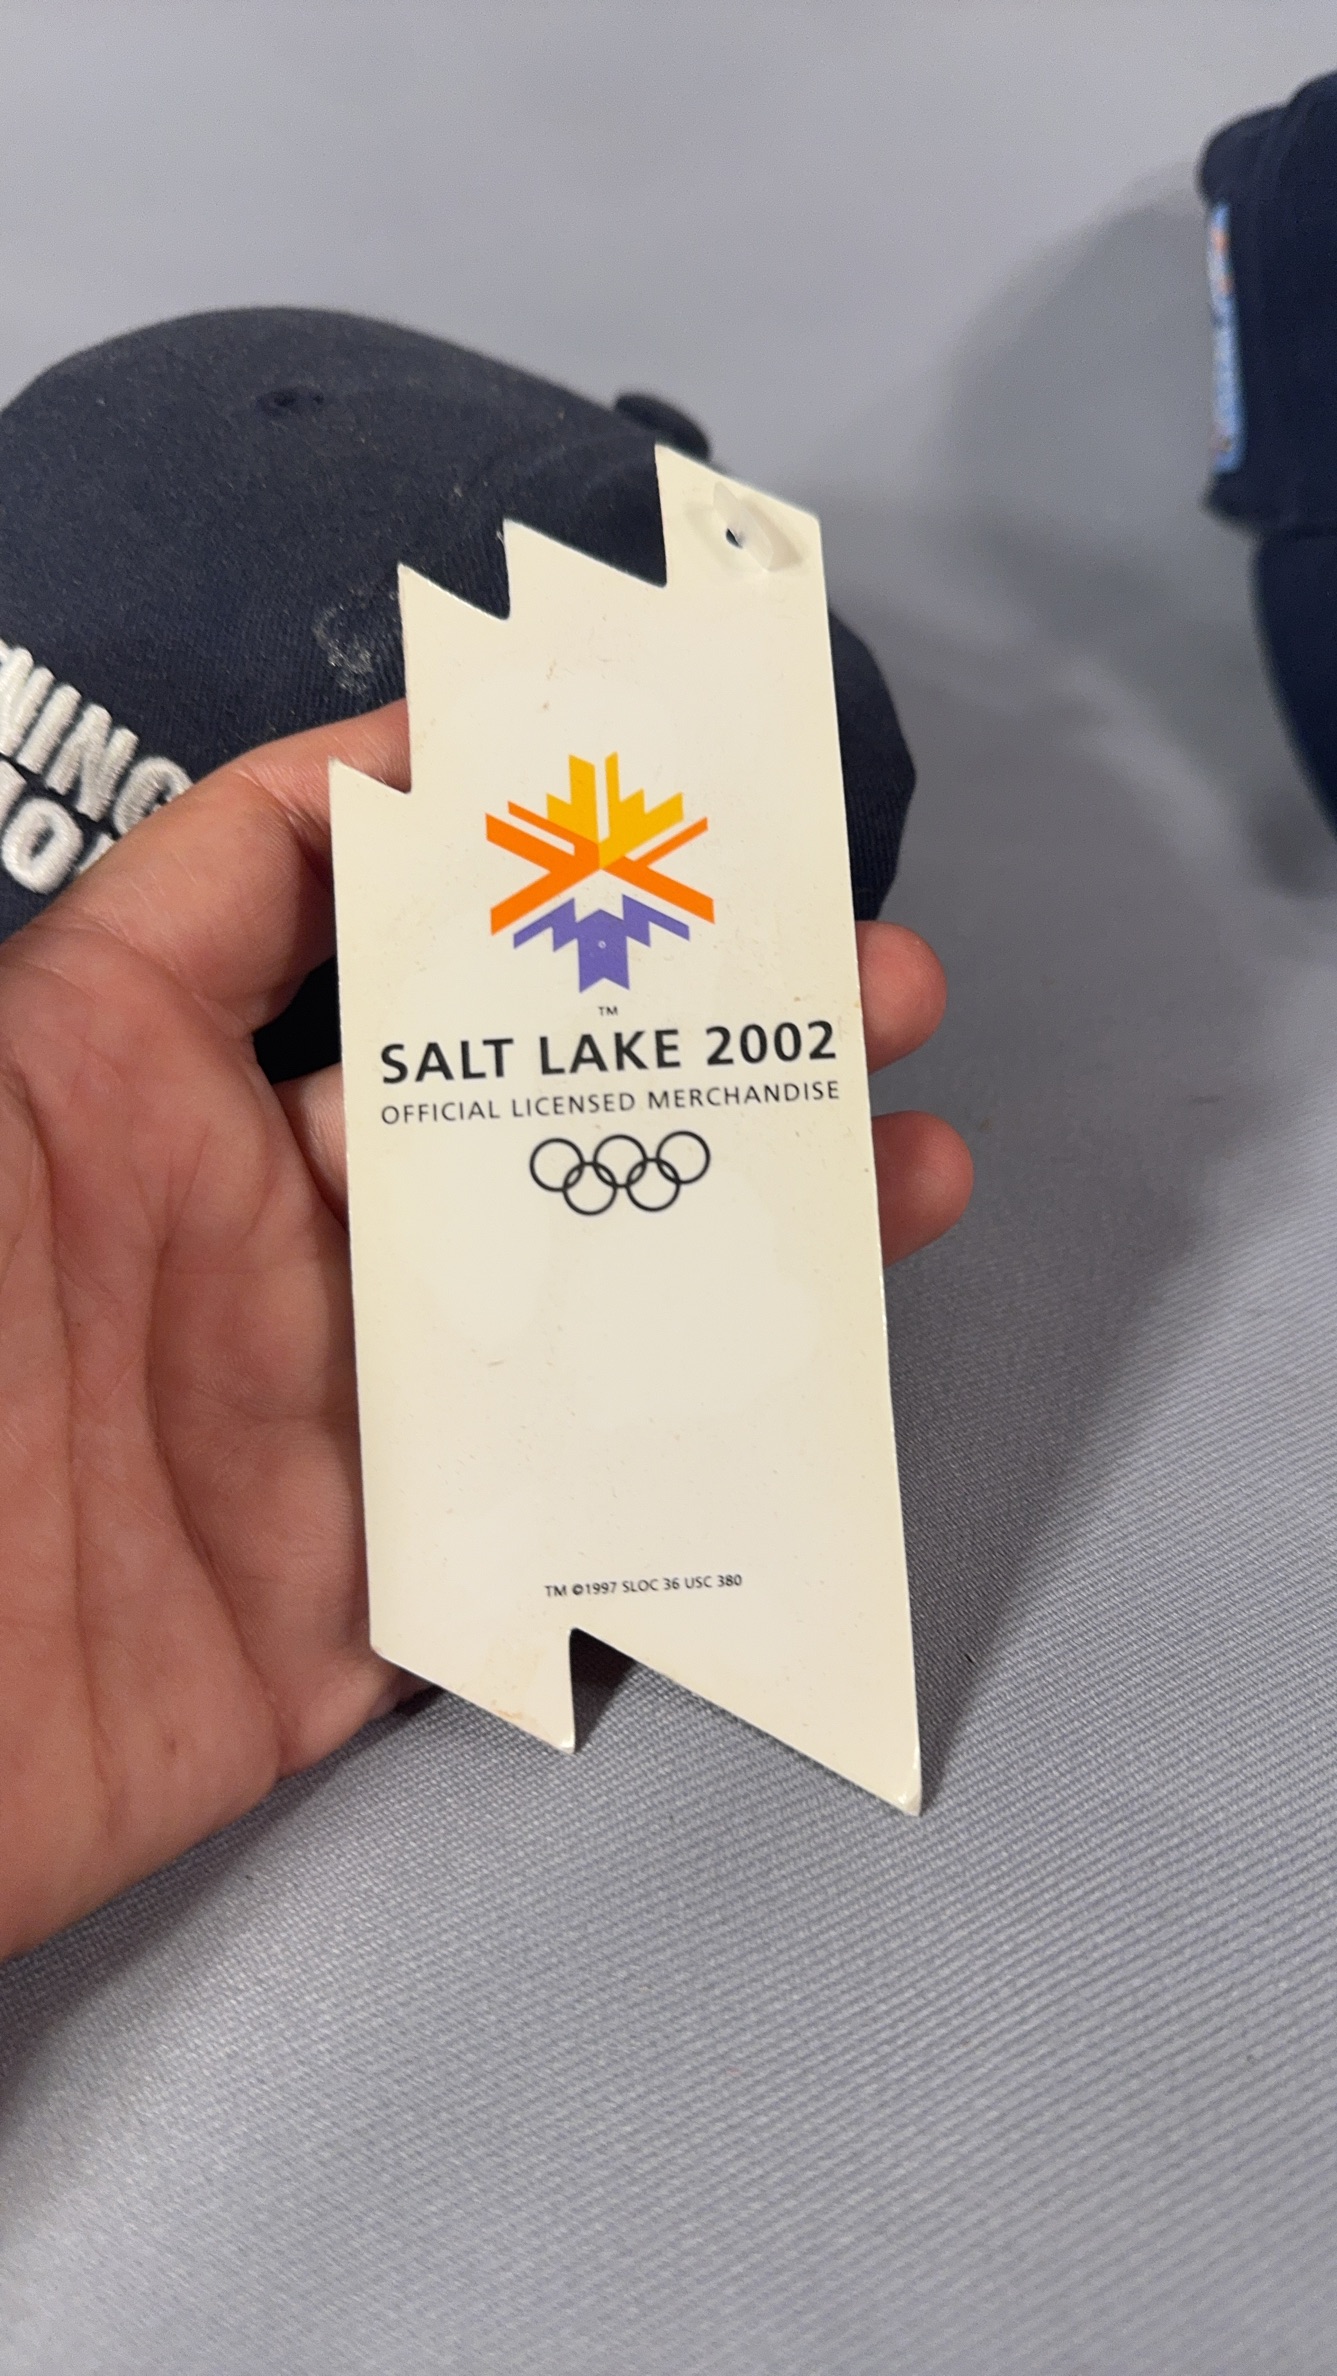 TM
SALT LAKE 2002
OFFICIAL LICENSED MERCHANDISE
TM ©1997 SLOC 36 USC 380